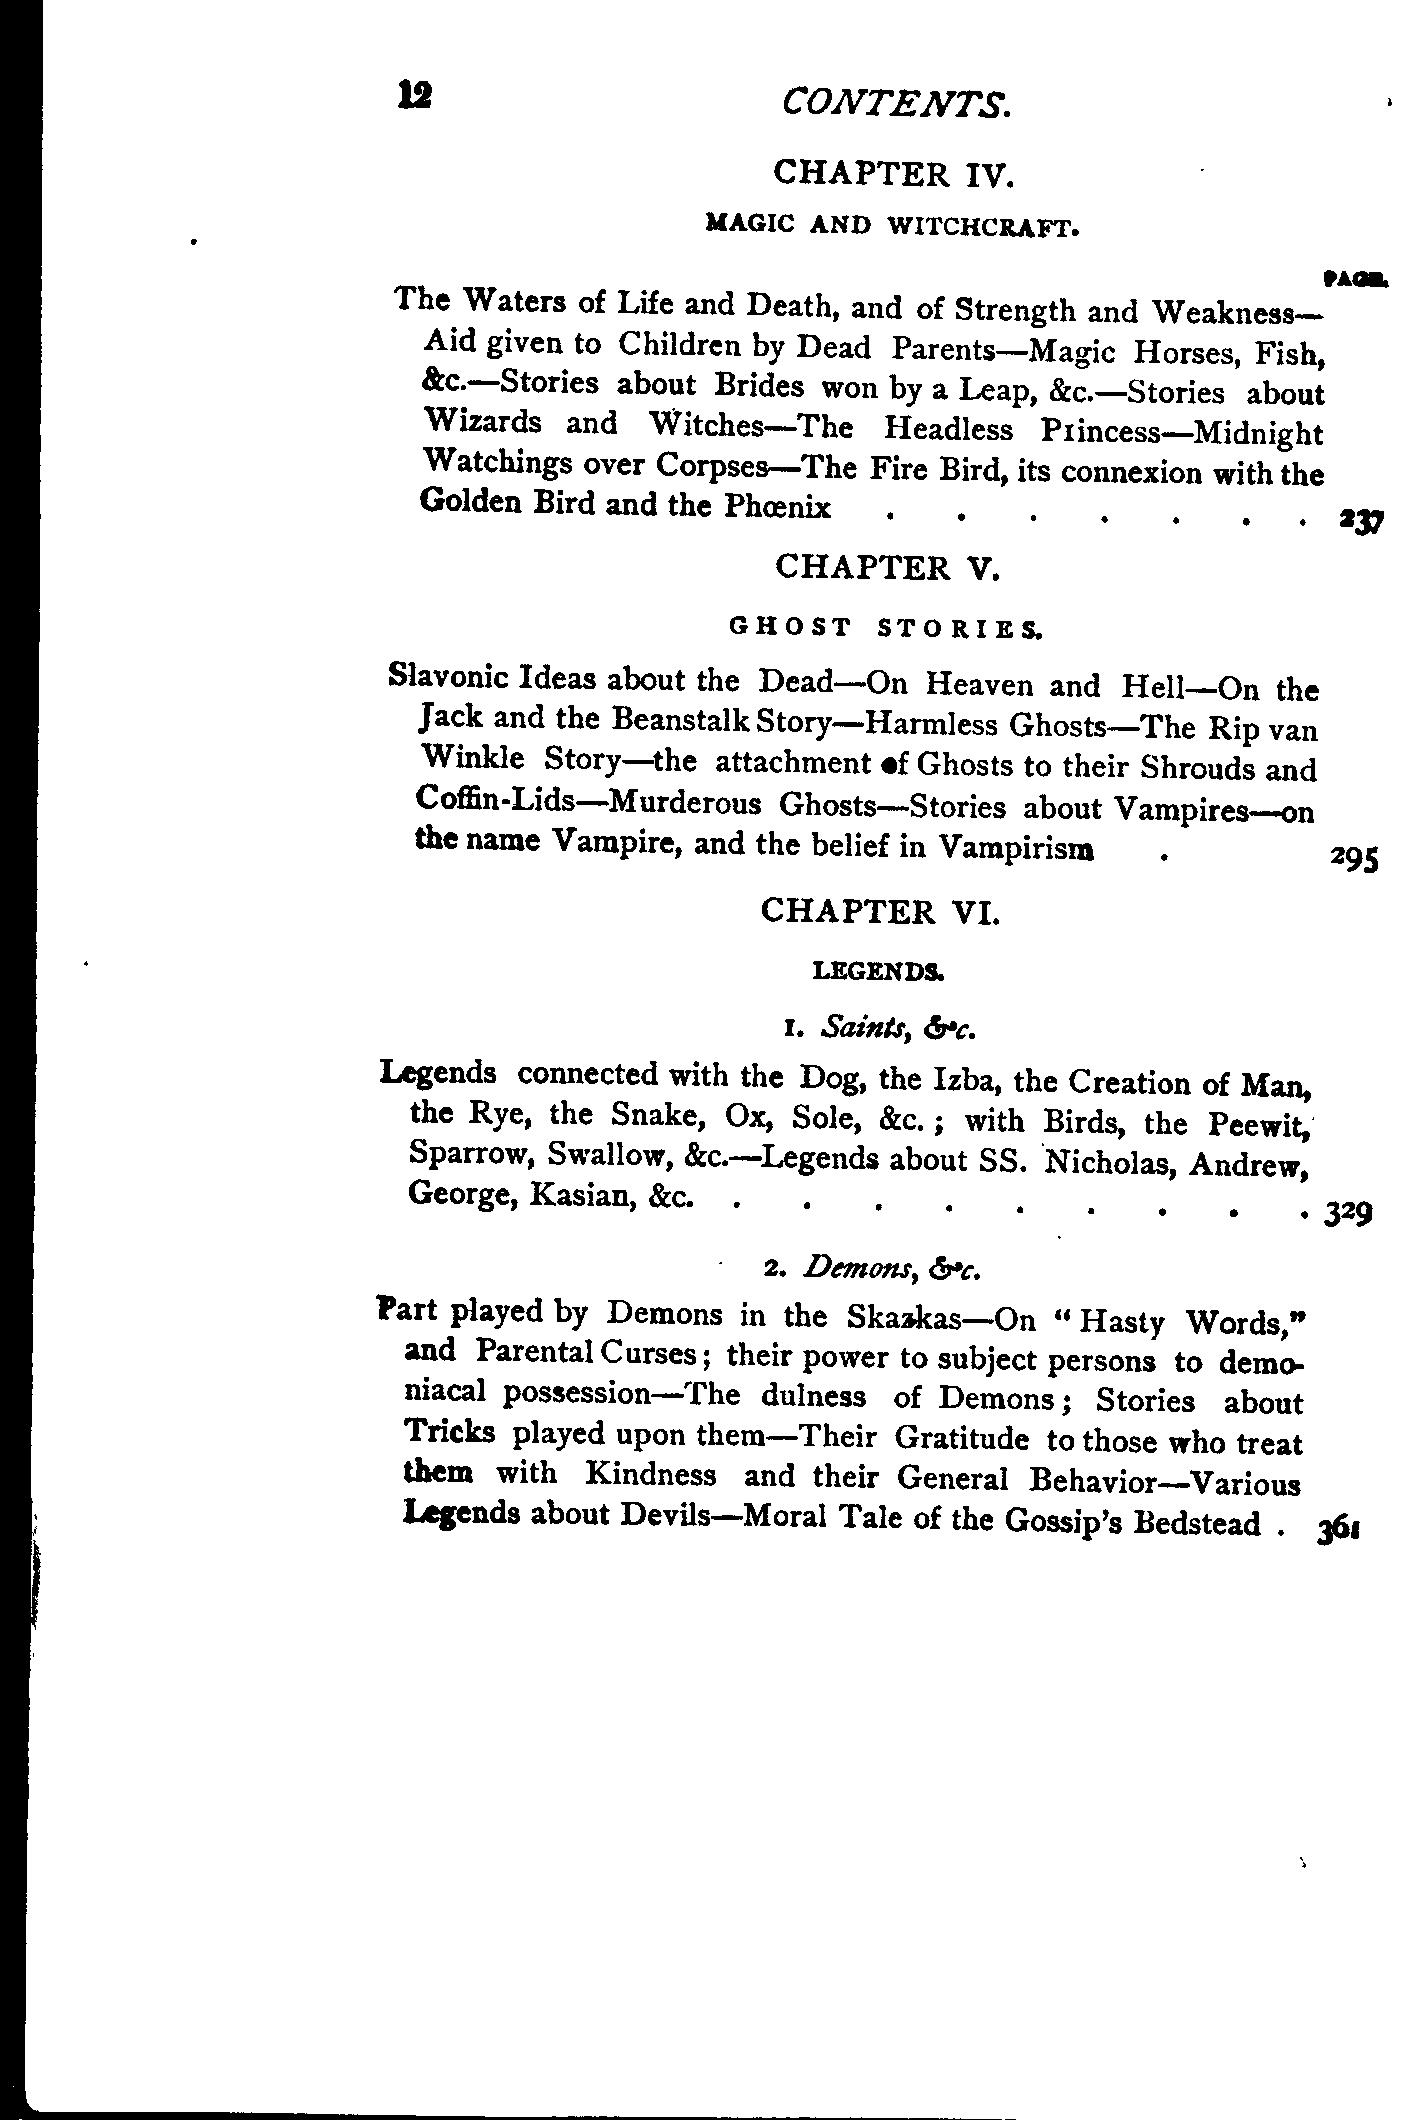 12
CONTENTS.
CHAPTER IV.
MAGIC AND WITCHCRAFT.
PAGE.
The Waters of Life and Death, and of Strength and Weakness—
Aid given to Children by Dead Parents—Magic Horses, Fish,
&c.—Stories about Brides won by a Leap, &c.—Stories about
Wizards and Witches—The Headless Princess—Midnight
Watchings over Corpses—The Fire Bird, its connexion with the
Golden Bird and the Phœnix . . . . . . . 237
CHAPTER V.
GHOST STORIES.
Slavonic Ideas about the Dead—On Heaven and Hell—On the
Jack and the Beanstalk Story—Harmless Ghosts—The Rip van
Winkle Story—the attachment of Ghosts to their Shrouds and
Coffin-Lids—Murderous Ghosts—Stories about Vampires—on
the name Vampire, and the belief in Vampirism . 295
CHAPTER VI.
LEGENDS.
1. Saints, &c.
Legends connected with the Dog, the Izba, the Creation of Man,
the Rye, the Snake, Ox, Sole, &c.; with Birds, the Peewit,
Sparrow, Swallow, &c.—Legends about SS. Nicholas, Andrew,
George, Kasian, &c. . . . . . . . . . 329
2. Demons, &c.
Part played by Demons in the Skazkas—On “Hasty Words,”
and Parental Curses; their power to subject persons to demo-
niacal possession—The dulness of Demons; Stories about
Tricks played upon them—Their Gratitude to those who treat
them with Kindness and their General Behavior—Various
Legends about Devils—Moral Tale of the Gossip's Bedstead . 361